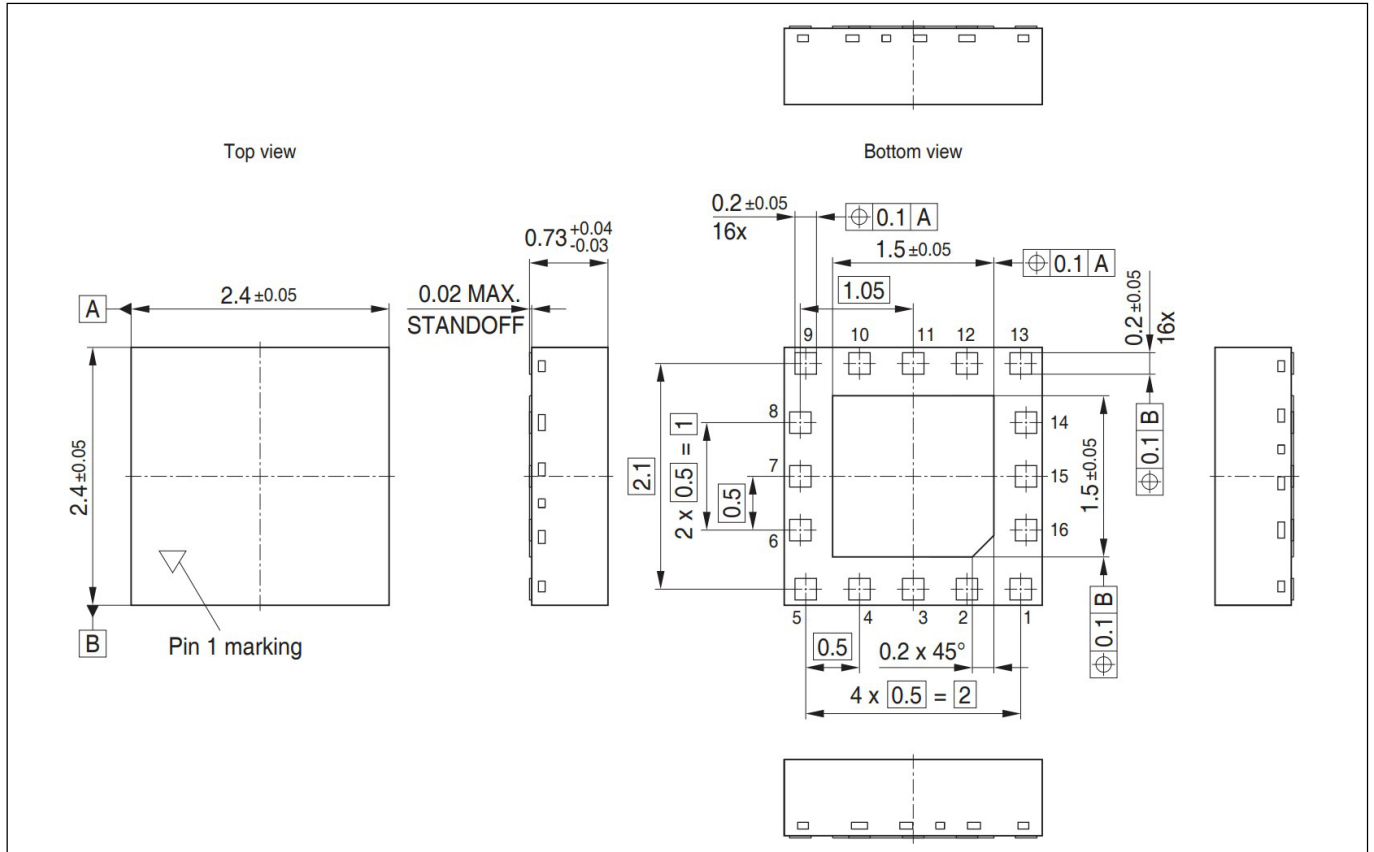 Top view
Bottom view
0.2 ±0.05
16x
⌖ 0.1 A
0.73 +0.04 -0.03
1.5 ±0.05
⌖ 0.1 A
A
2.4 ±0.05
0.02 MAX.
STANDOFF
1.05
0.2 ±0.05
16x
9 10 11 12 13
8
14
⌖ 0.1 B
2.4 ±0.05
2.1
2 x 0.5 = 1
7
0.5
15
1.5 ±0.05
6
16
5 4 3 2 1
B
Pin 1 marking
0.5
0.2 x 45°
⌖ 0.1 B
4 x 0.5 = 2